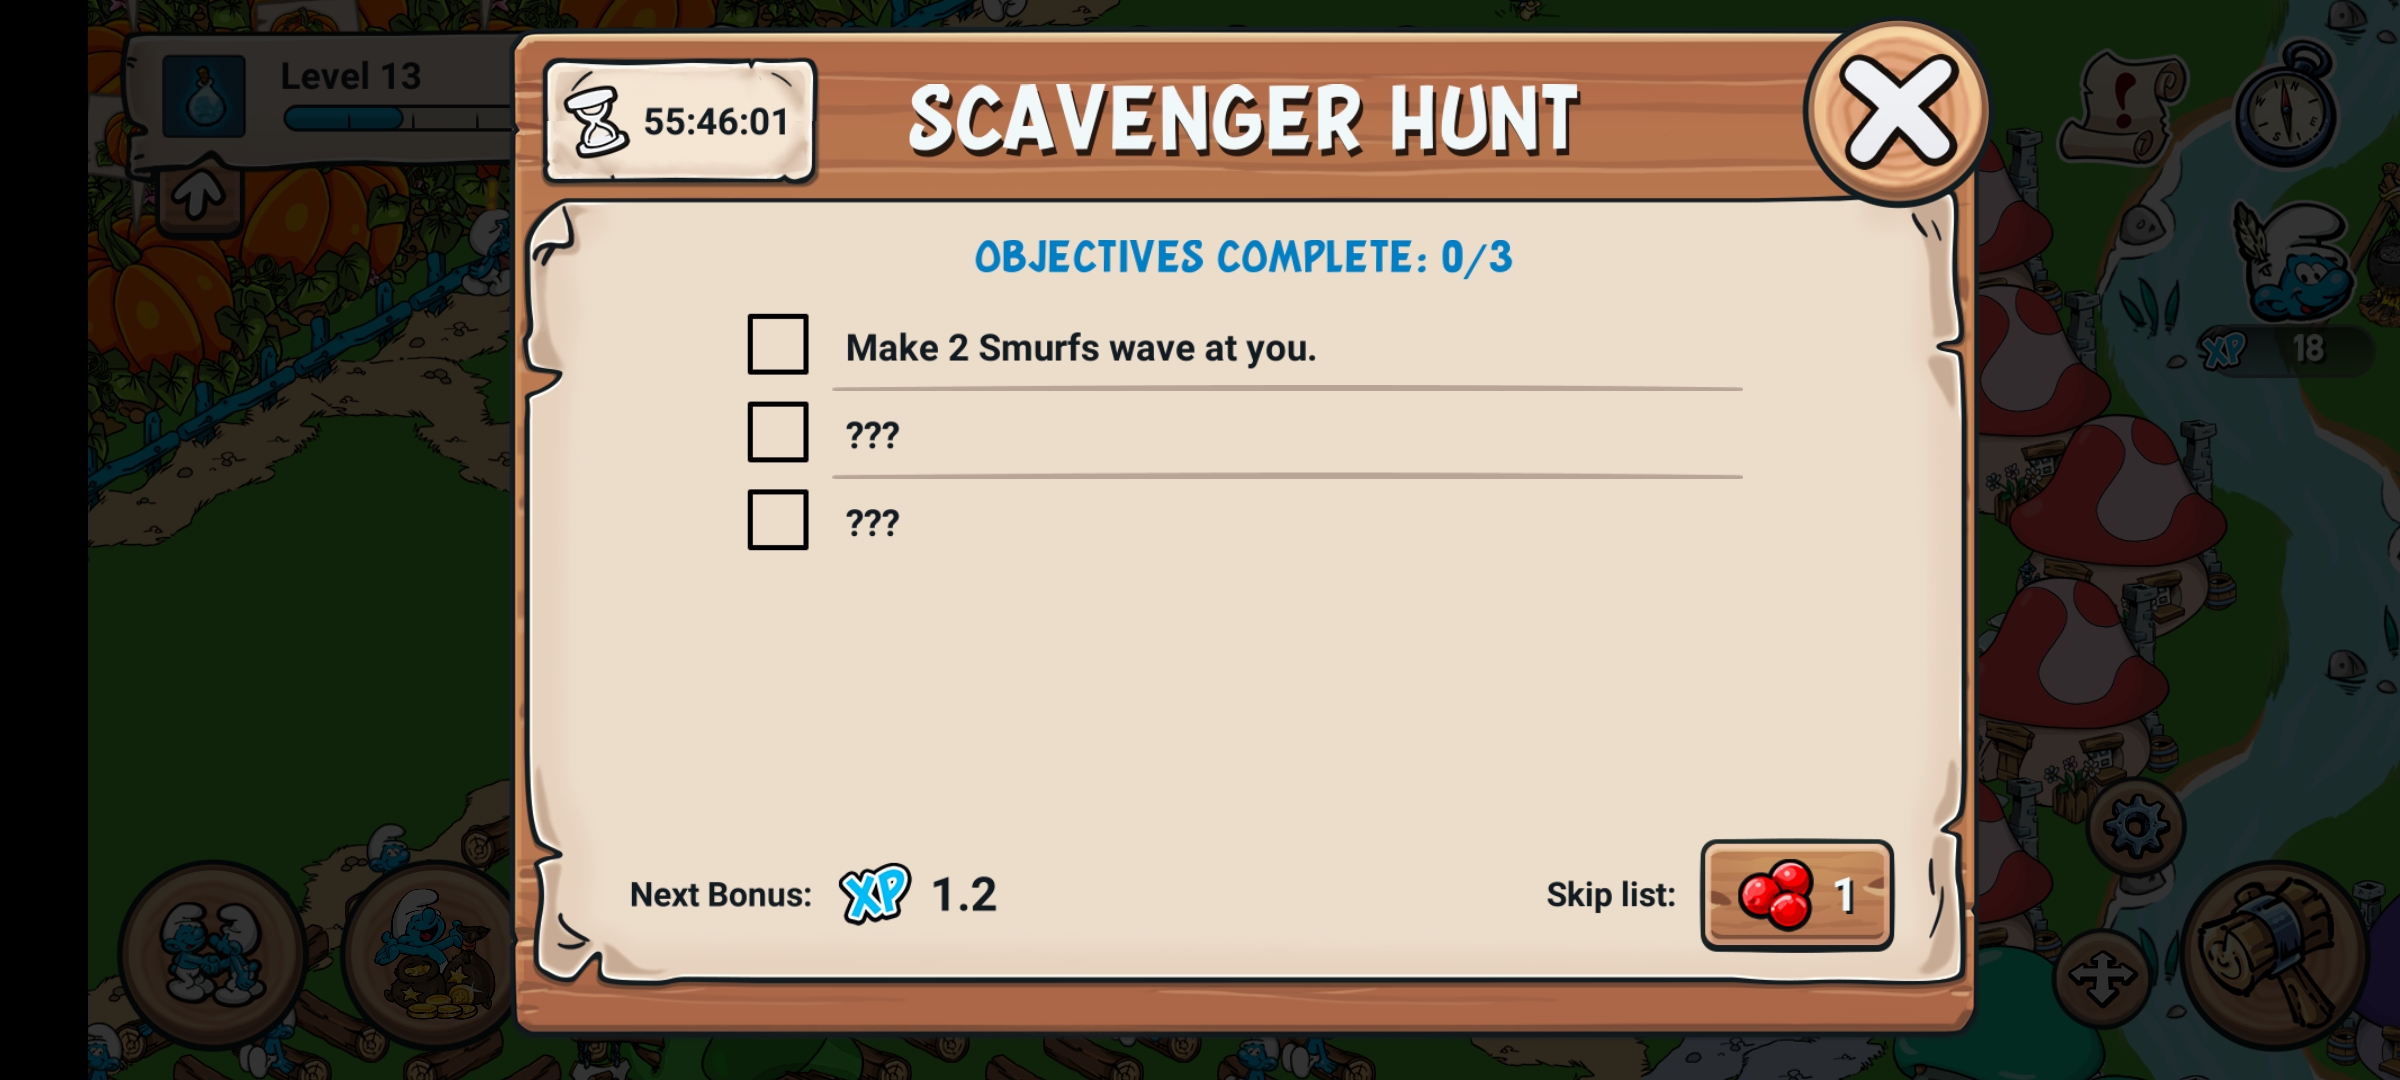 Level 13
55:46:01
SCAVENGER HUNT
OBJECTIVES COMPLETE: 0/3
Make 2 Smurfs wave at you.
???
???
XP 18
Next Bonus: XP 1.2
Skip list: 1